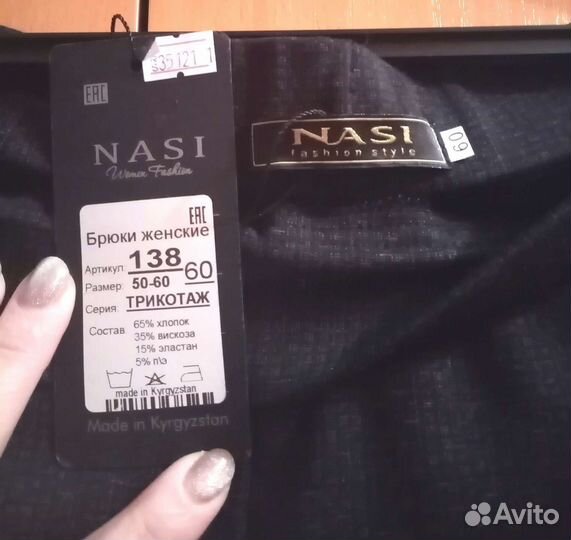 S35121 1
EAC
NASI
Women Fashion
EAC
Брюки женские
Артикул: 138
Размер: 50-60 60
Серия: ТРИКОТАЖ
Состав 65% хлопок
35% вискоза
15% эластан
5% п\э
made in Kyrgyzstan
Made in Kyrgyzstan
NASI
fashion style
60
Avito